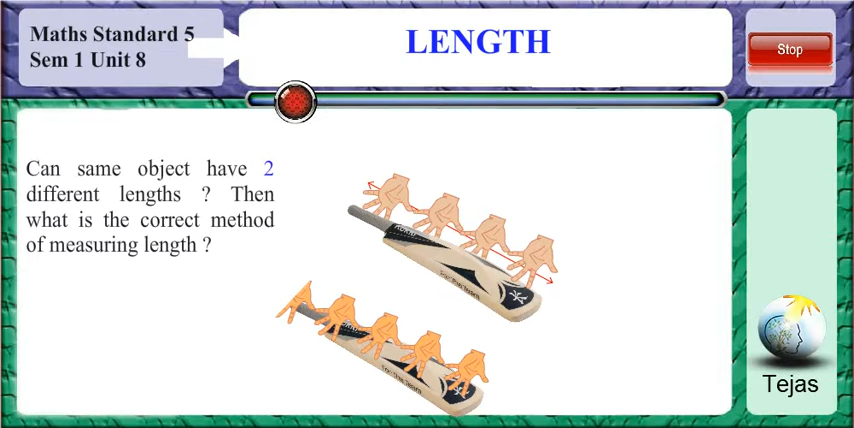 Maths Standard 5
Sem 1 Unit 8
LENGTH
Stop
Can same object have 2
different lengths ? Then
what is the correct method
of measuring length ?
Tejas